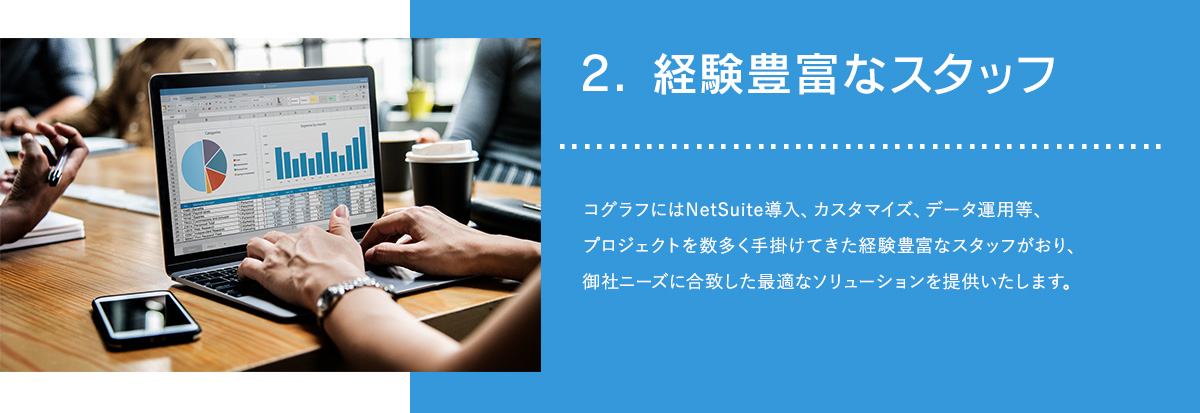 2. 経験豊富なスタッフ
コグラフにはNetSuite導入、カスタマイズ、データ運用等、
プロジェクトを数多く手掛けてきた経験豊富なスタッフがおり、
御社ニーズに合致した最適なソリューションを提供いたします。
Categories